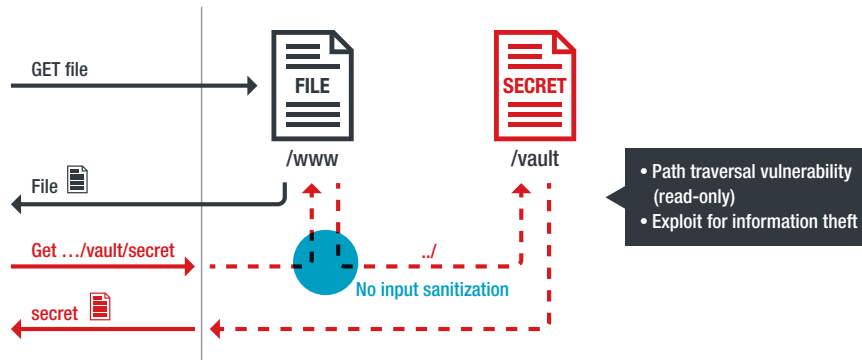 GET file
FILE
SECRET
/www
/vault
• Path traversal vulnerability
(read-only)
• Exploit for information theft
File
Get …/vault/secret
../
No input sanitization
secret